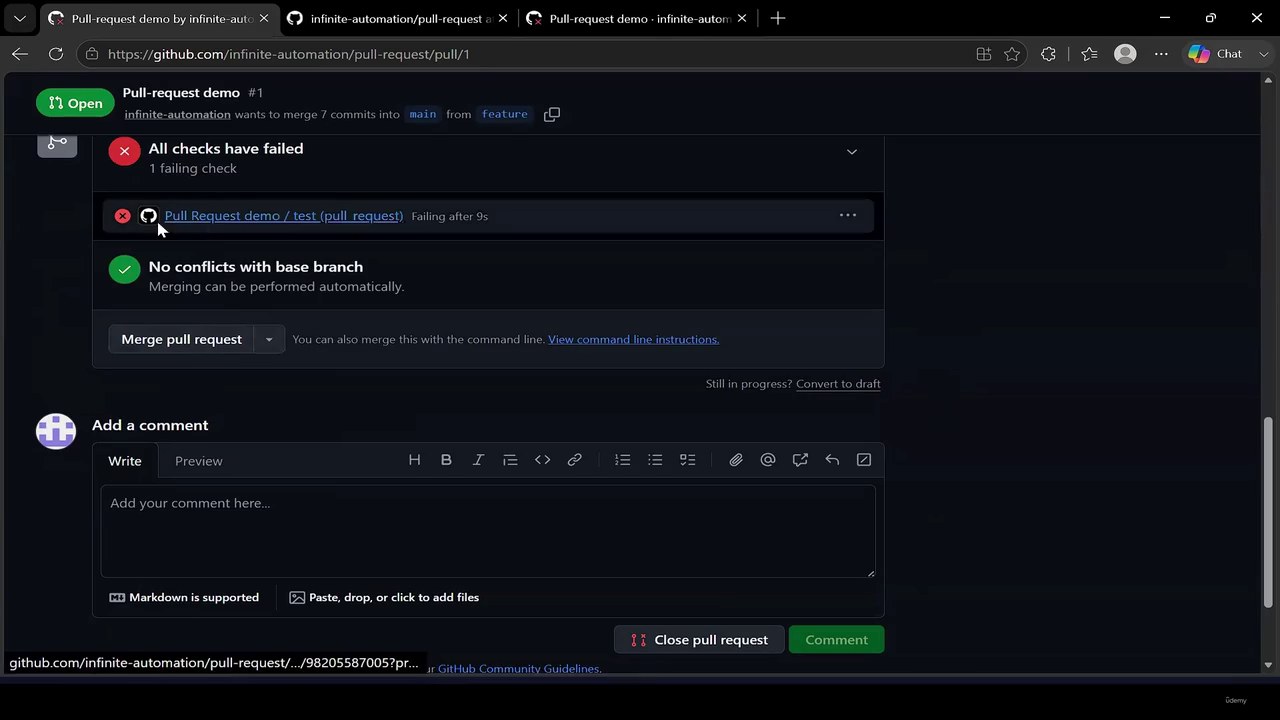 Pull-request demo by infinite-auto
infinite-automation/pull-request a
Pull-request demo · infinite-autom
https://github.com/infinite-automation/pull-request/pull/1
Chat
Open
Pull-request demo #1
infinite-automation wants to merge 7 commits into main from feature
All checks have failed
1 failing check
Pull Request demo / test (pull_request) Failing after 9s
No conflicts with base branch
Merging can be performed automatically.
Merge pull request
You can also merge this with the command line. View command line instructions.
Still in progress? Convert to draft
Add a comment
Write
Preview
Add your comment here...
Markdown is supported
Paste, drop, or click to add files
Close pull request
Comment
github.com/infinite-automation/pull-request/.../98205587005?pr...
GitHub Community Guidelines.
udemy